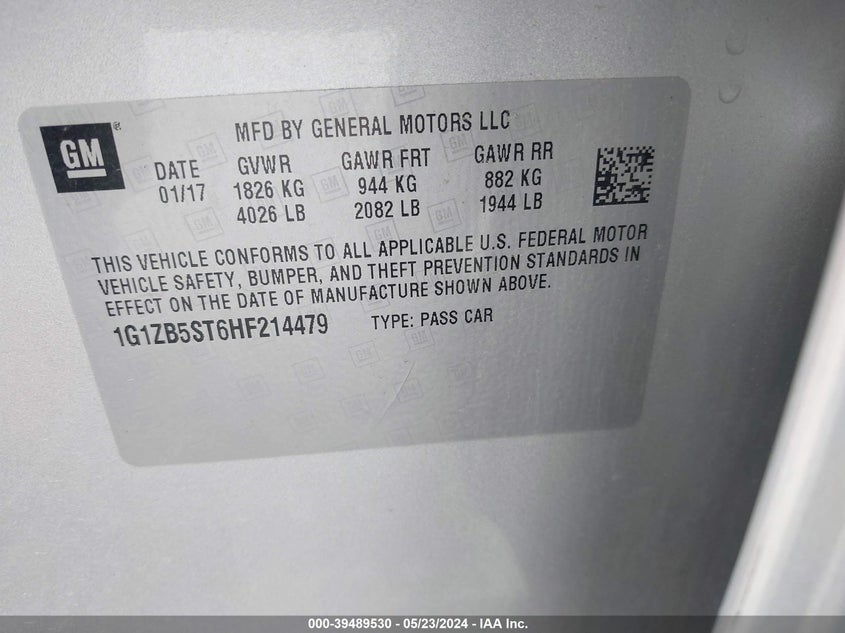 GM
MFD BY GENERAL MOTORS LLC
DATE GVWR GAWR FRT GAWR RR
01/17 1826 KG 944 KG 882 KG
4026 LB 2082 LB 1944 LB
THIS VEHICLE CONFORMS TO ALL APPLICABLE U.S. FEDERAL MOTOR
VEHICLE SAFETY, BUMPER, AND THEFT PREVENTION STANDARDS IN
EFFECT ON THE DATE OF MANUFACTURE SHOWN ABOVE.
1G1ZB5ST6HF214479 TYPE: PASS CAR
000-39489530 - 05/23/2024 - IAA Inc.